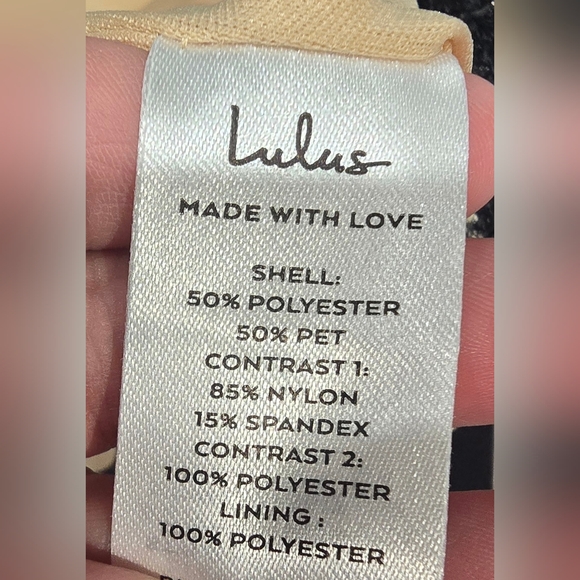 Lulus
MADE WITH LOVE
SHELL:
50% POLYESTER
50% PET
CONTRAST 1:
85% NYLON
15% SPANDEX
CONTRAST 2:
100% POLYESTER
LINING :
100% POLYESTER